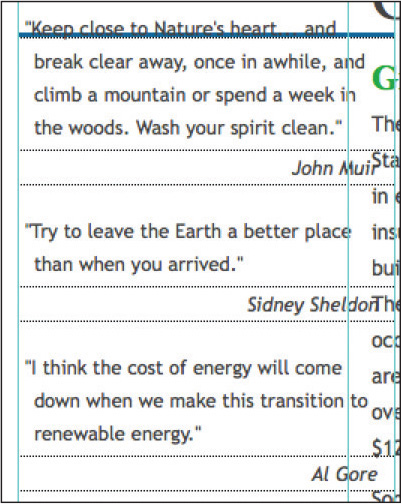 "Keep close to Nature's heart... and
break clear away, once in awhile, and
climb a mountain or spend a week in
the woods. Wash your spirit clean."
John Muir
"Try to leave the Earth a better place
than when you arrived."
Sidney Sheldon
"I think the cost of energy will come
down when we make this transition to
renewable energy."
Al Gore
G
The
Sta
in
insu
bui
The
occ
are
ove
$12